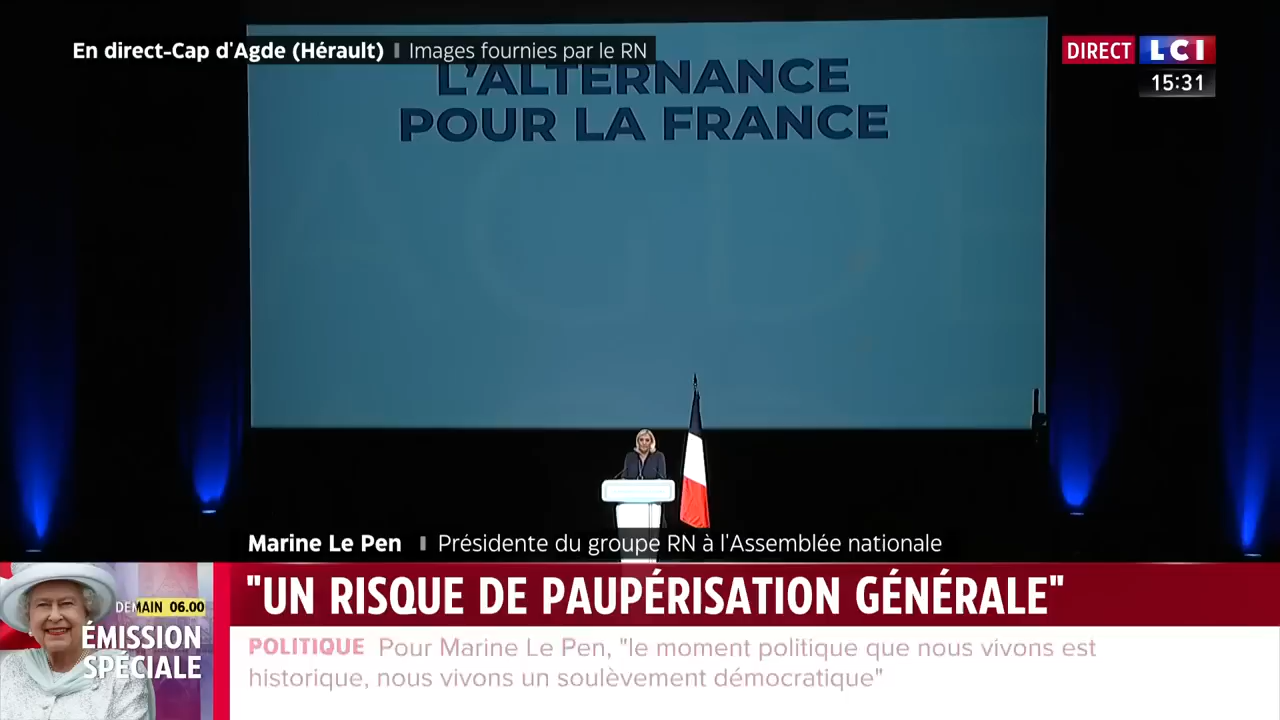 En direct-Cap d'Agde (Hérault) Images fournies par le RN
DIRECT LCI
15:31
L'ALTERNANCE
POUR LA FRANCE
AGDE
Marine Le Pen Présidente du groupe RN à l'Assemblée nationale
DEMAIN 06.00
ÉMISSION
SPÉCIALE
"UN RISQUE DE PAUPÉRISATION GÉNÉRALE"
POLITIQUE Pour Marine Le Pen, "le moment politique que nous vivons est
historique, nous vivons un soulèvement démocratique"